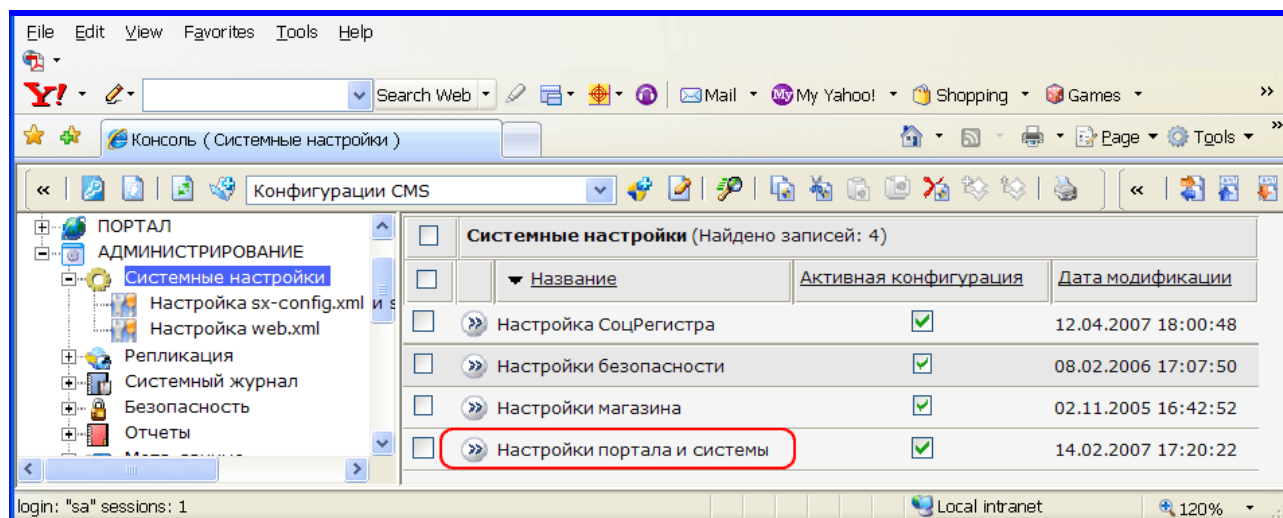 File Edit View Favorites Tools Help
Y! Search Web Mail My My Yahoo! Shopping Games »
Консоль ( Системные настройки ) Page Tools »
« Конфигурации CMS «
ПОРТАЛ
АДМИНИСТРИРОВАНИЕ
Системные настройки
Настройка sx-config.xml и s
Настройка web.xml
Репликация
Системный журнал
Безопасность
Отчеты
Системные настройки (Найдено записей: 4)
Название Активная конфигурация Дата модификации
Настройка СоцРегистра 12.04.2007 18:00:48
Настройки безопасности 08.02.2006 17:07:50
Настройки магазина 02.11.2005 16:42:52
Настройки портала и системы 14.02.2007 17:20:22
login: "sa" sessions: 1 Local intranet 120%